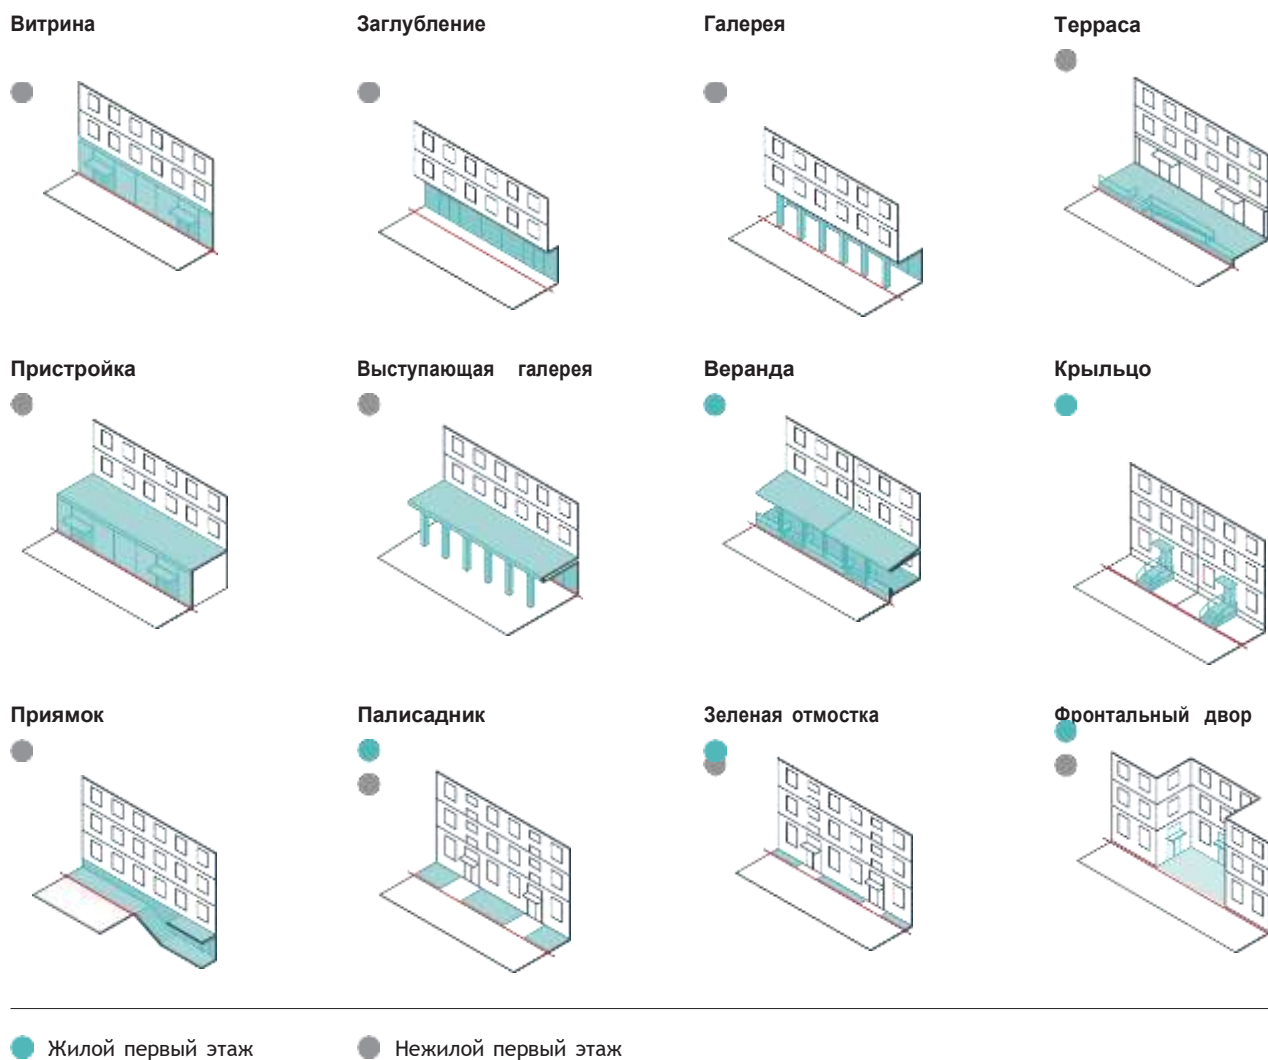 Витрина
Заглубление
Галерея
Терраса
Пристройка
Выступающая галерея
Веранда
Крыльцо
Приямок
Палисадник
Зеленая отмостка
Фронтальный двор
Жилой первый этаж
Нежилой первый этаж